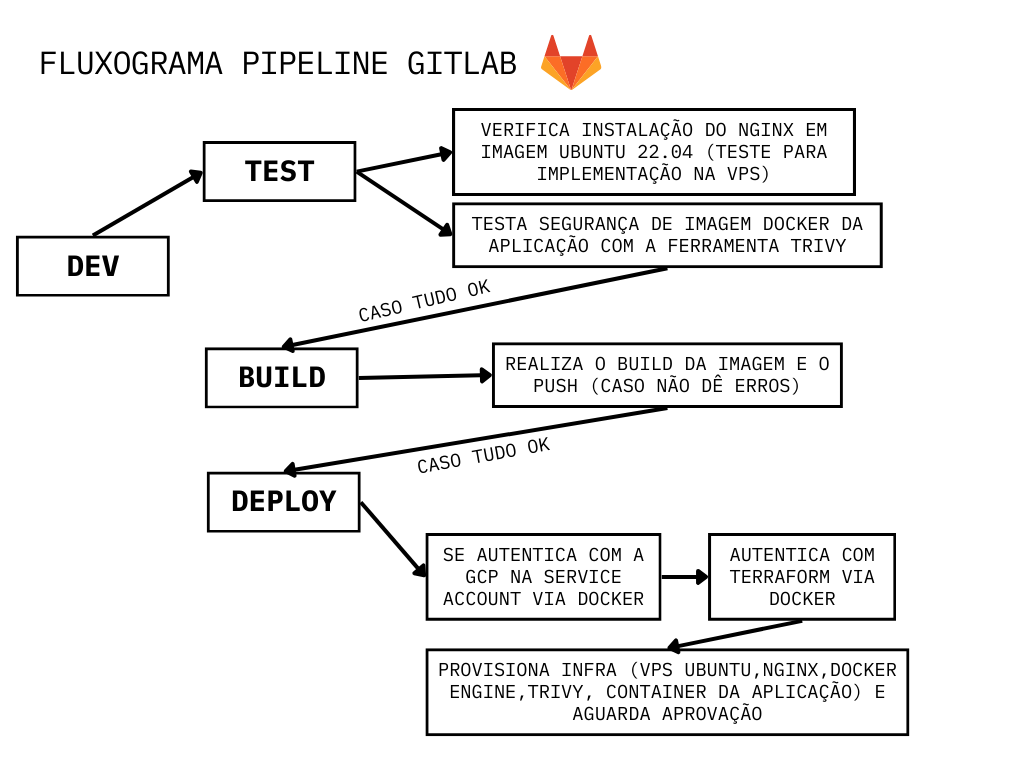 FLUXOGRAMA PIPELINE GITLAB
VERIFICA INSTALAÇÃO DO NGINX EM
IMAGEM UBUNTU 22.04 (TESTE PARA
IMPLEMENTAÇÃO NA VPS)
TEST
TESTA SEGURANÇA DE IMAGEM DOCKER DA
APLICAÇÃO COM A FERRAMENTA TRIVY
DEV
CASO TUDO OK
BUILD
REALIZA O BUILD DA IMAGEM E O
PUSH (CASO NÃO DÊ ERROS)
CASO TUDO OK
DEPLOY
SE AUTENTICA COM A
GCP NA SERVICE
ACCOUNT VIA DOCKER
AUTENTICA COM
TERRAFORM VIA
DOCKER
PROVISIONA INFRA (VPS UBUNTU,NGINX,DOCKER
ENGINE,TRIVY, CONTAINER DA APLICAÇÃO) E
AGUARDA APROVAÇÃO